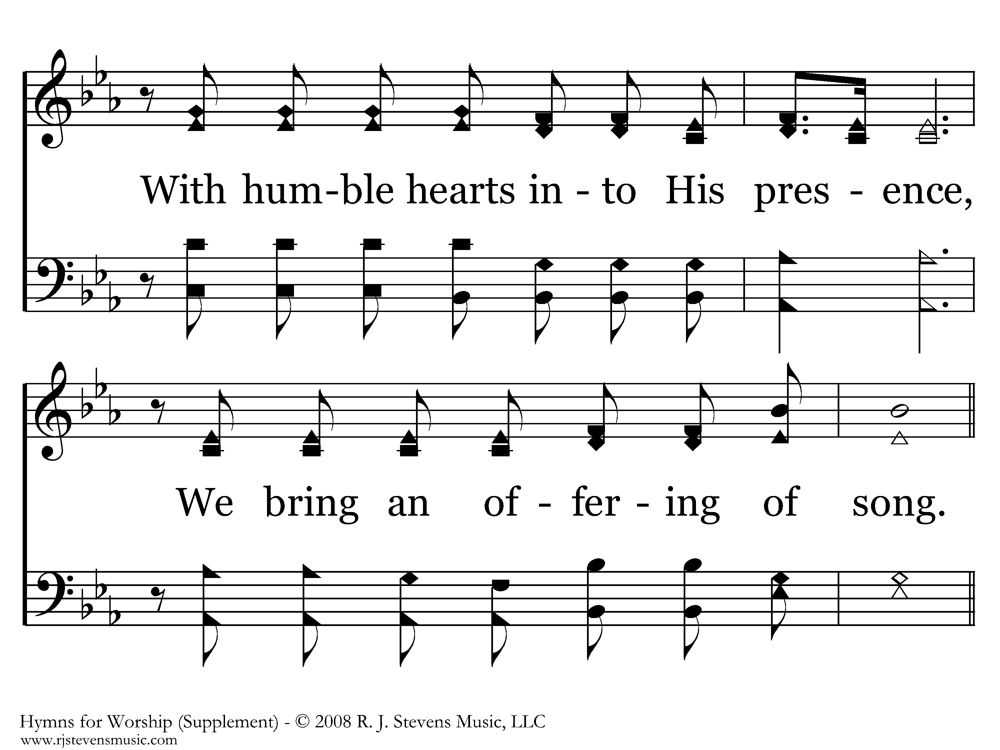 With hum-ble hearts in - to His pres - ence,
We bring an of - fer - ing of song.
Hymns for Worship (Supplement) - © 2008 R. J. Stevens Music, LLC
www.rjstevensmusic.com